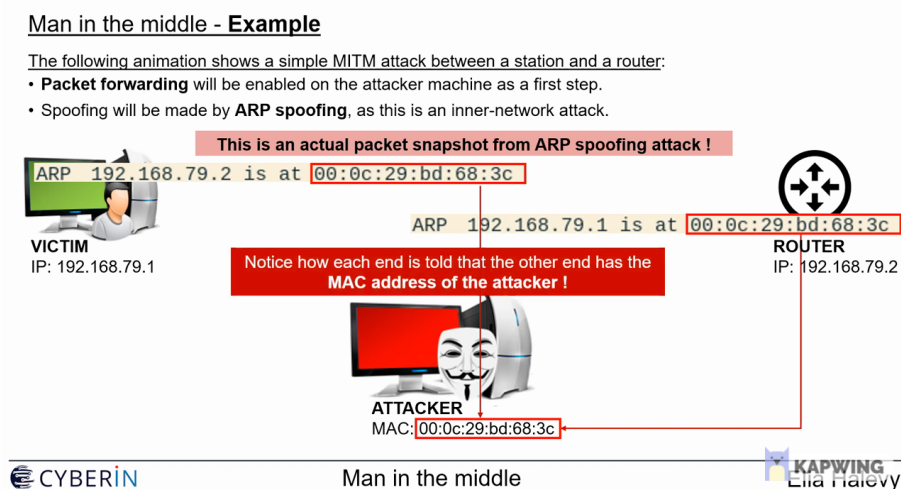 Man in the middle - Example
The following animation shows a simple MITM attack between a station and a router:
• Packet forwarding will be enabled on the attacker machine as a first step.
• Spoofing will be made by ARP spoofing, as this is an inner-network attack.
This is an actual packet snapshot from ARP spoofing attack !
ARP 192.168.79.2 is at 00:0c:29:bd:68:3c
ARP 192.168.79.1 is at 00:0c:29:bd:68:3c
VICTIM
IP: 192.168.79.1
ROUTER
IP: 192.168.79.2
Notice how each end is told that the other end has the
MAC address of the attacker !
ATTACKER
MAC: 00:0c:29:bd:68:3c
CYBERIN
Man in the middle
KAPWING
Ella Halevy